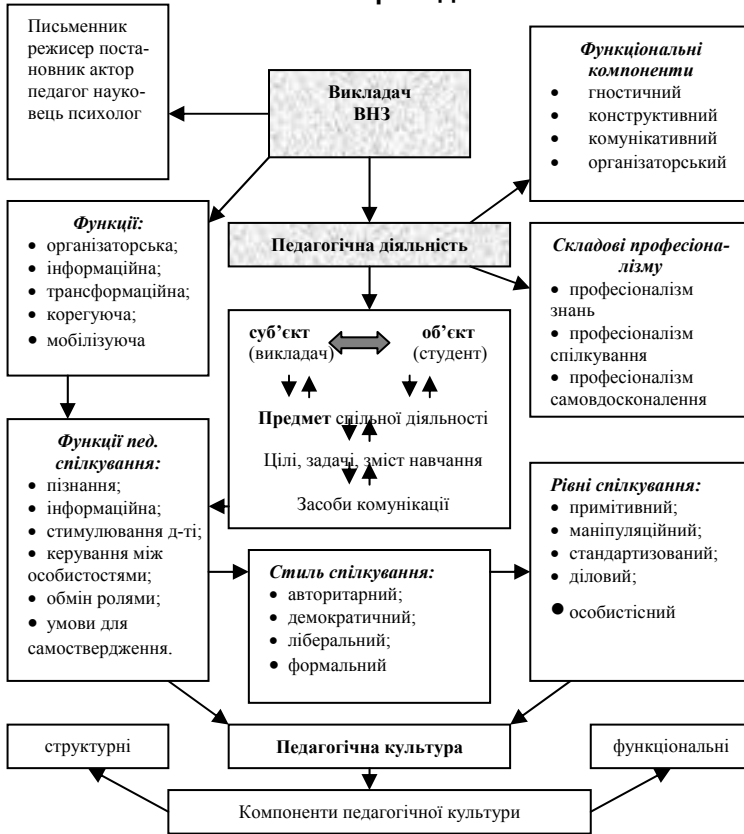 Письменник
режисер поста-
новник актор
педагог науко-
вець психолог
Викладач
ВНЗ
Функціональні
компоненти
• гностичний
• конструктивний
• комунікативний
• організаторський
Функції:
• організаторська;
• інформаційна;
• трансформаційна;
• корегуюча;
• мобілізуюча
Педагогічна діяльність
Складові професіона-
лізму
• професіоналізм
знань
• професіоналізм
спілкування
• професіоналізм
самовдосконалення
суб’єкт об’єкт
(викладач) (студент)
Предмет спільної діяльності
Цілі, задачі, зміст навчання
Засоби комунікації
Функції пед.
спілкування:
• пізнання;
• інформаційна;
• стимулювання д-ті;
• керування між
особистостями;
• обмін ролями;
• умови для
самоствердження.
Стиль спілкування:
• авторитарний;
• демократичний;
• ліберальний;
• формальний
Рівні спілкування:
• примітивний;
• маніпуляційний;
• стандартизований;
• діловий;
• особистісний
структурні
Педагогічна культура
функціональні
Компоненти педагогічної культури